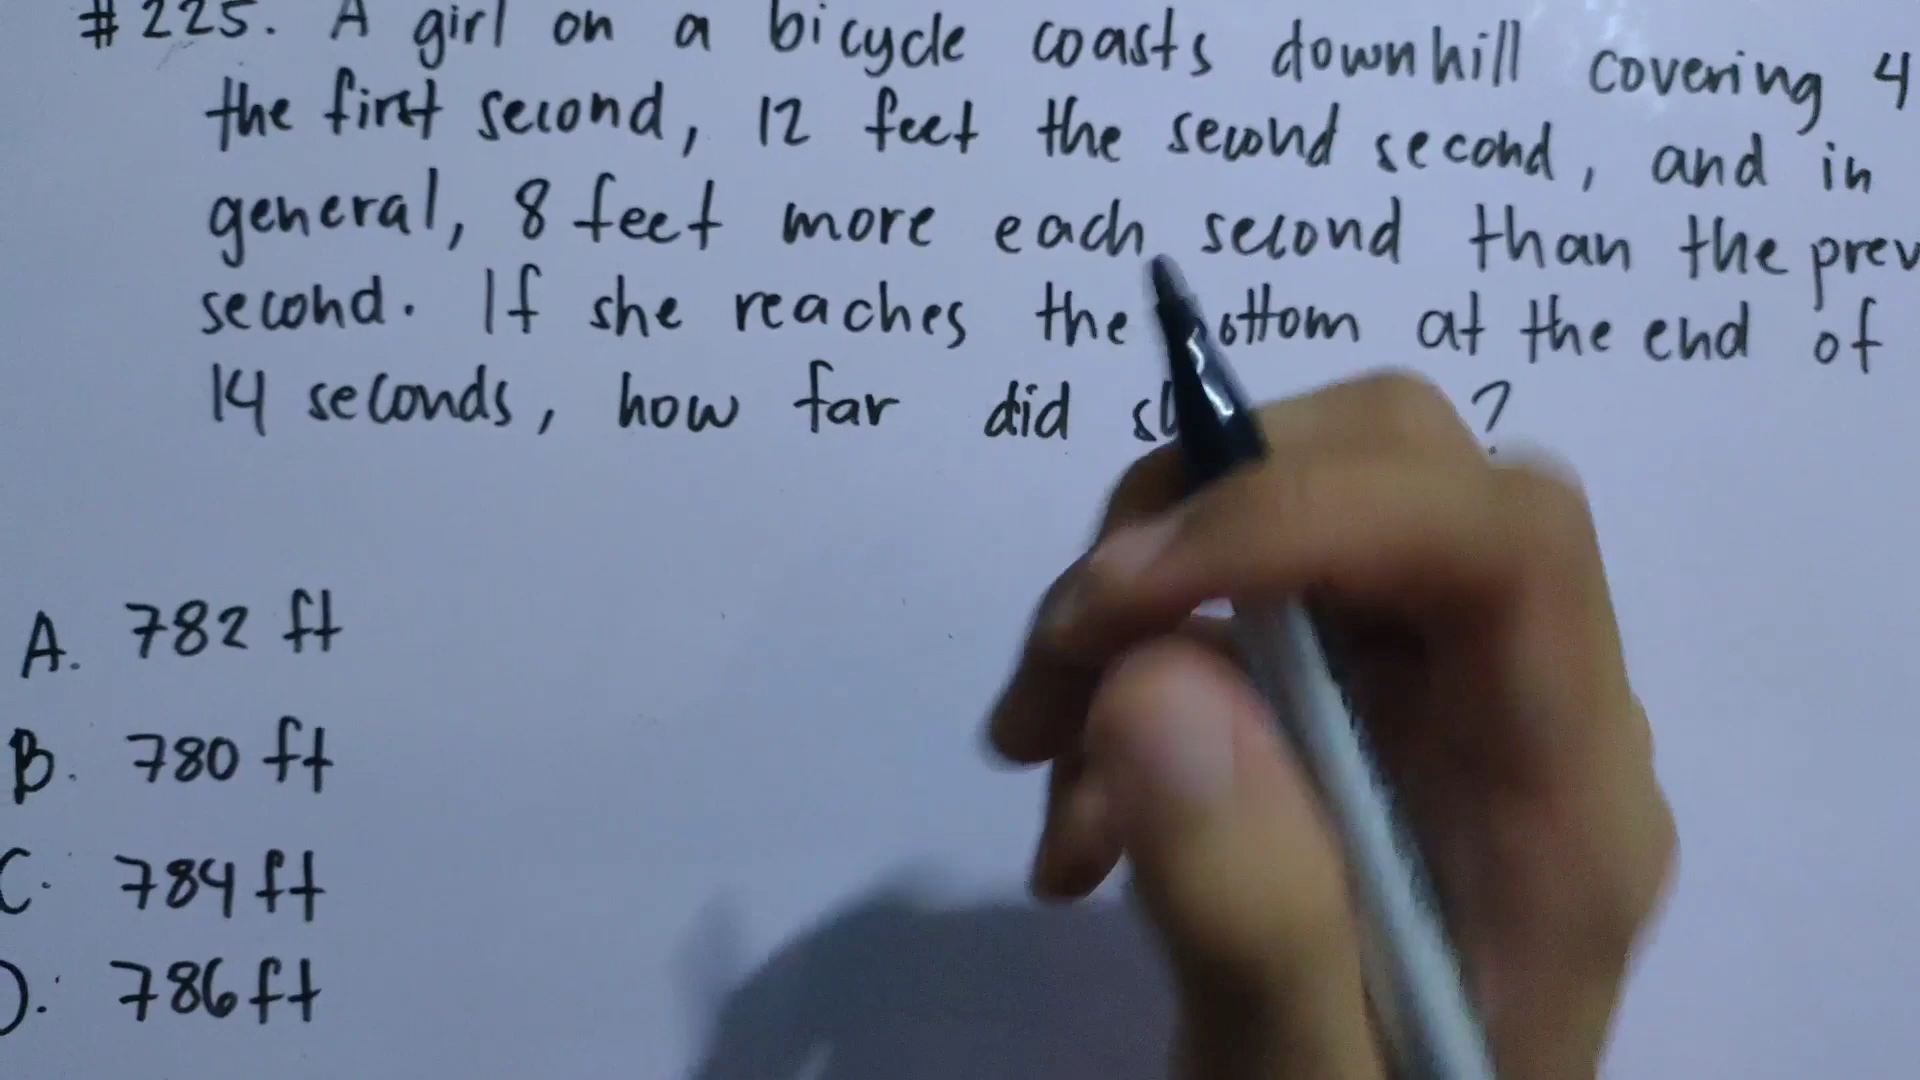 #225. A girl on a bicycle coasts downhill covering 4
the first second, 12 feet the second second, and in
general, 8 feet more each second than the prev
second. If she reaches the bottom at the end of
14 seconds, how far did ?
A. 782 ft
B. 780 ft
C. 784 ft
D. 786 ft